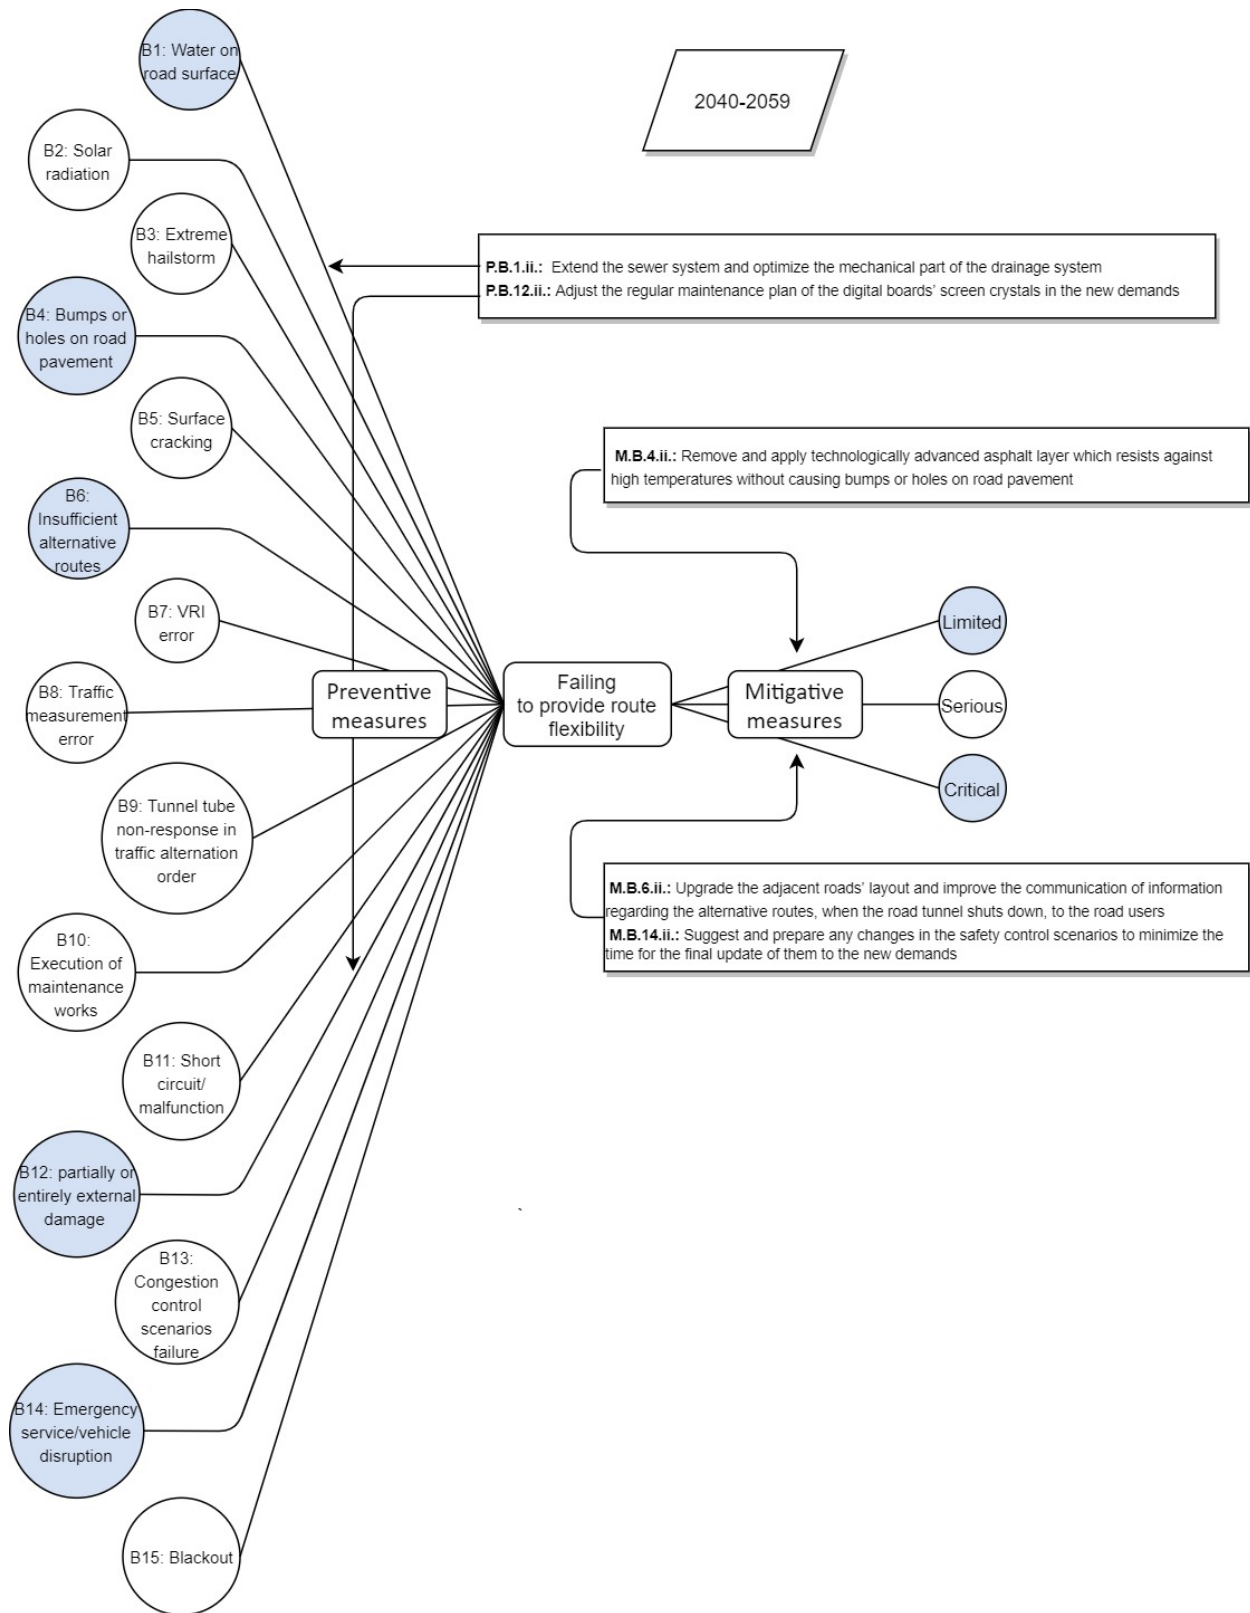 B1: Water on
road surface
2040-2059
B2: Solar
radiation
B3: Extreme
hailstorm
P.B.1.ii.: Extend the sewer system and optimize the mechanical part of the drainage system
P.B.12.ii.: Adjust the regular maintenance plan of the digital boards' screen crystals in the new demands
B4: Bumps or
holes on road
pavement
B5: Surface
cracking
M.B.4.ii.: Remove and apply technologically advanced asphalt layer which resists against
high temperatures without causing bumps or holes on road pavement
B6:
Insufficient
alternative
routes
B7: VRI
error
Limited
B8: Traffic
measurement
error
Preventive
measures
Failing
to provide route
flexibility
Mitigative
measures
Serious
Critical
B9: Tunnel tube
non-response in
traffic alternation
order
M.B.6.ii.: Upgrade the adjacent roads' layout and improve the communication of information
regarding the alternative routes, when the road tunnel shuts down, to the road users
M.B.14.ii.: Suggest and prepare any changes in the safety control scenarios to minimize the
time for the final update of them to the new demands
B10:
Execution of
maintenance
works
B11: Short
circuit/
malfunction
B12: partially or
entirely external
damage
`
B13:
Congestion
control
scenarios
failure
B14: Emergency
service/vehicle
disruption
B15: Blackout